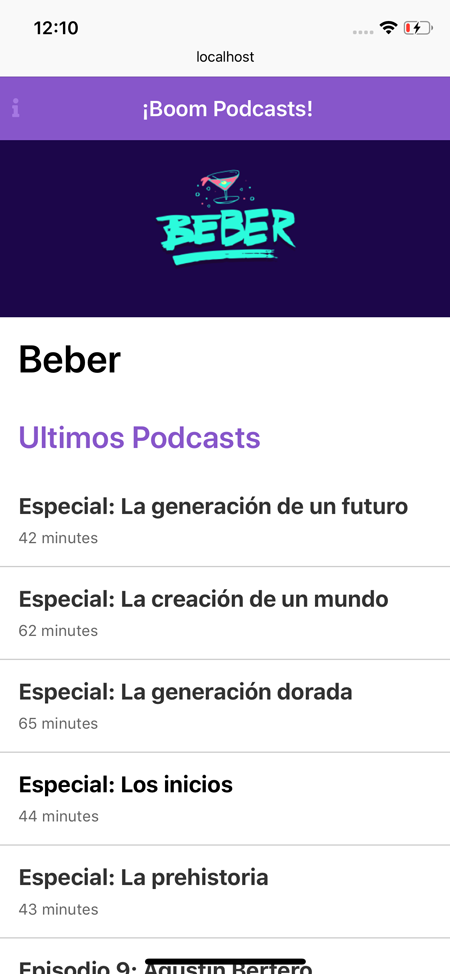 12:10
localhost
¡Boom Podcasts!
BEBER
Beber
Ultimos Podcasts
Especial: La generación de un futuro
42 minutes
Especial: La creación de un mundo
62 minutes
Especial: La generación dorada
65 minutes
Especial: Los inicios
44 minutes
Especial: La prehistoria
43 minutes
Episodio 9: Agustín Bertero